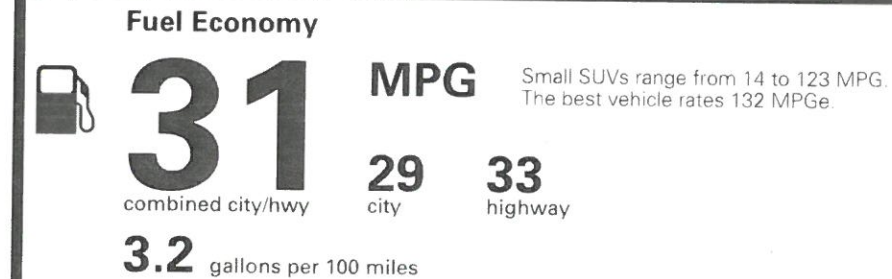 Fuel Economy
31 MPG
Small SUVs range from 14 to 123 MPG.
The best vehicle rates 132 MPGe.
29 33
combined city/hwy city highway
3.2 gallons per 100 miles